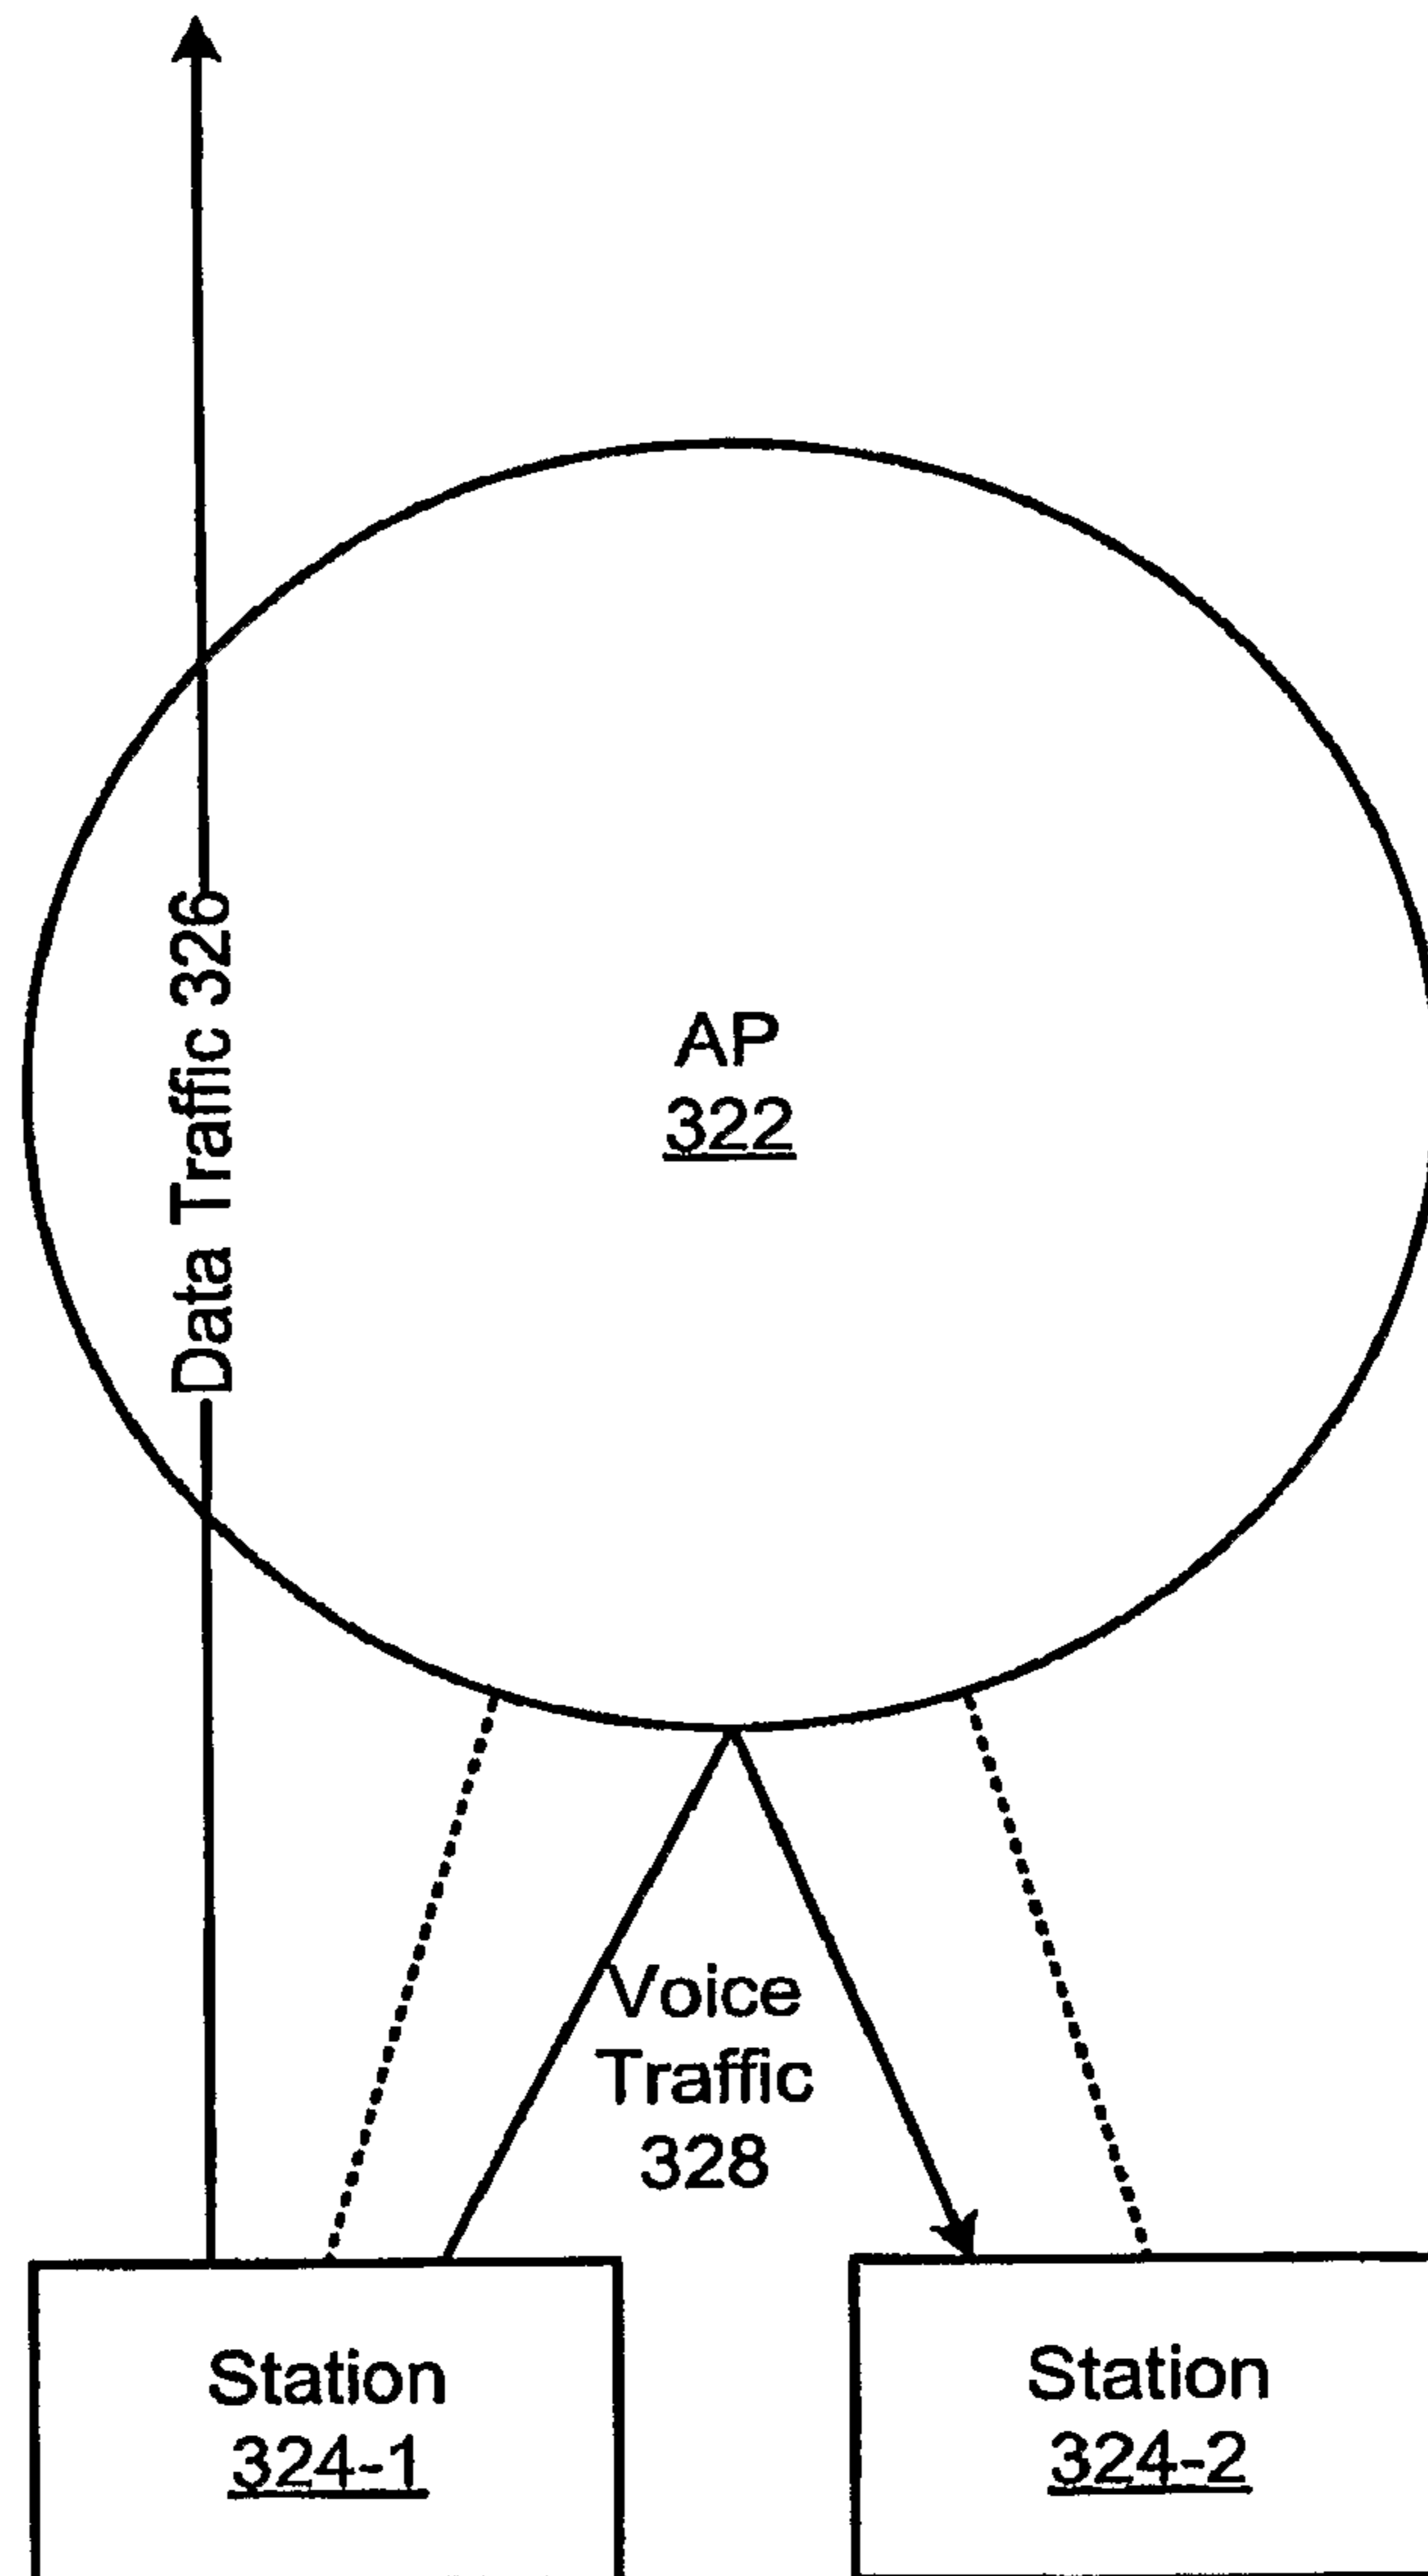 Data Traffic 326
AP
322
Voice
Traffic
328
Station
324-1
Station
324-2